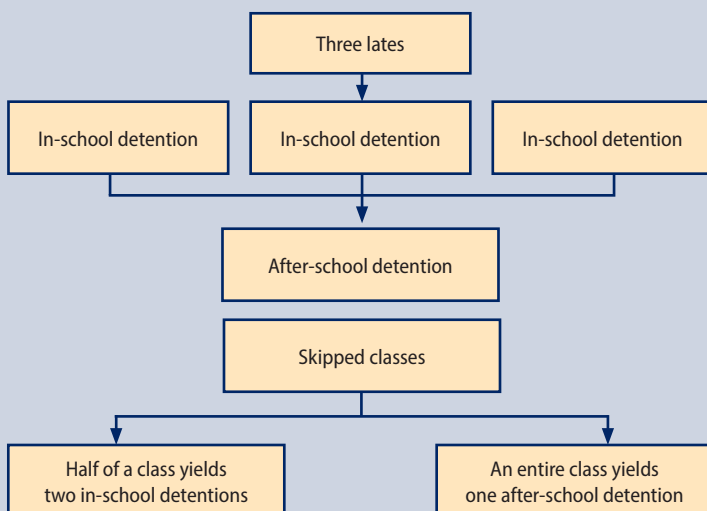 Three lates
In-school detention
In-school detention
In-school detention
After-school detention
Skipped classes
Half of a class yields
two in-school detentions
An entire class yields
one after-school detention